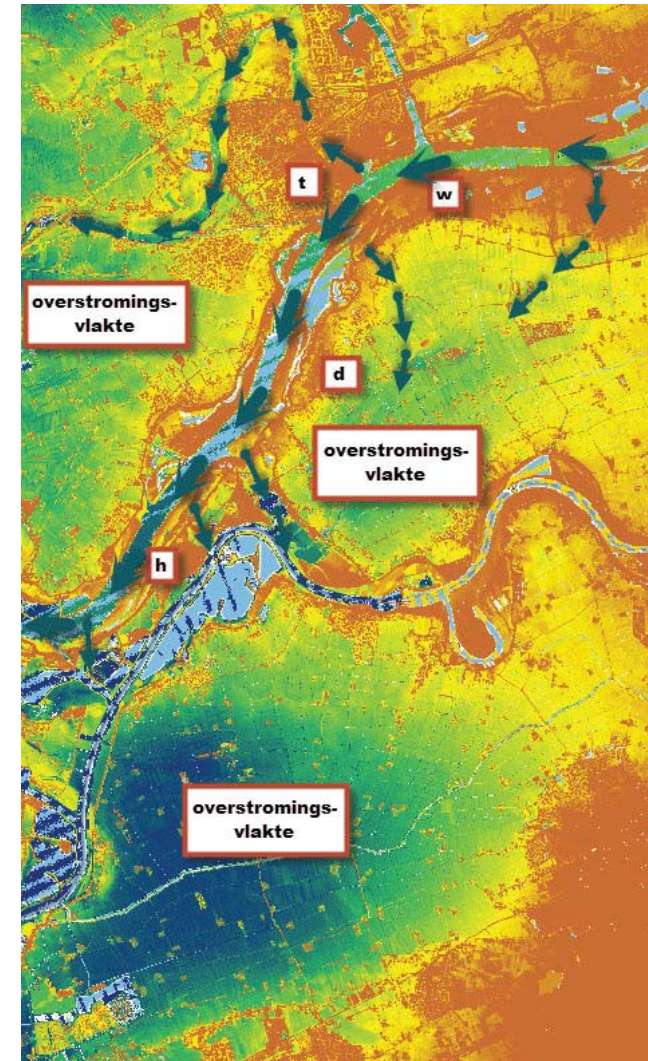 t
w
overstromings-
vlakte
d
overstromings-
vlakte
h
overstromings-
vlakte